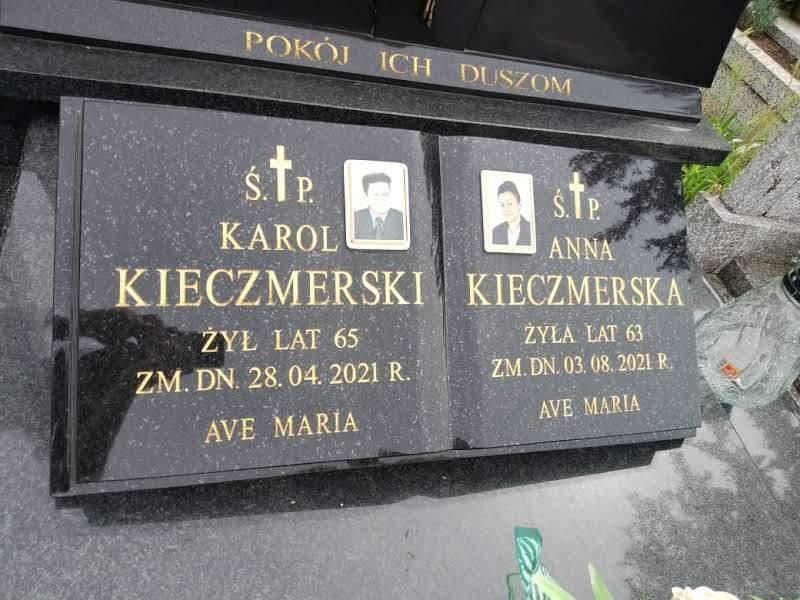 POKÓJ ICH DUSZOM
Ś. P.
KAROL
KIECZMERSKI
ŻYŁ LAT 65
ZM. DN. 28. 04. 2021 R.
AVE MARIA
Ś. P.
ANNA
KIECZMERSKA
ŻYŁA LAT 63
ZM. DN. 03. 08. 2021 R.
AVE MARIA